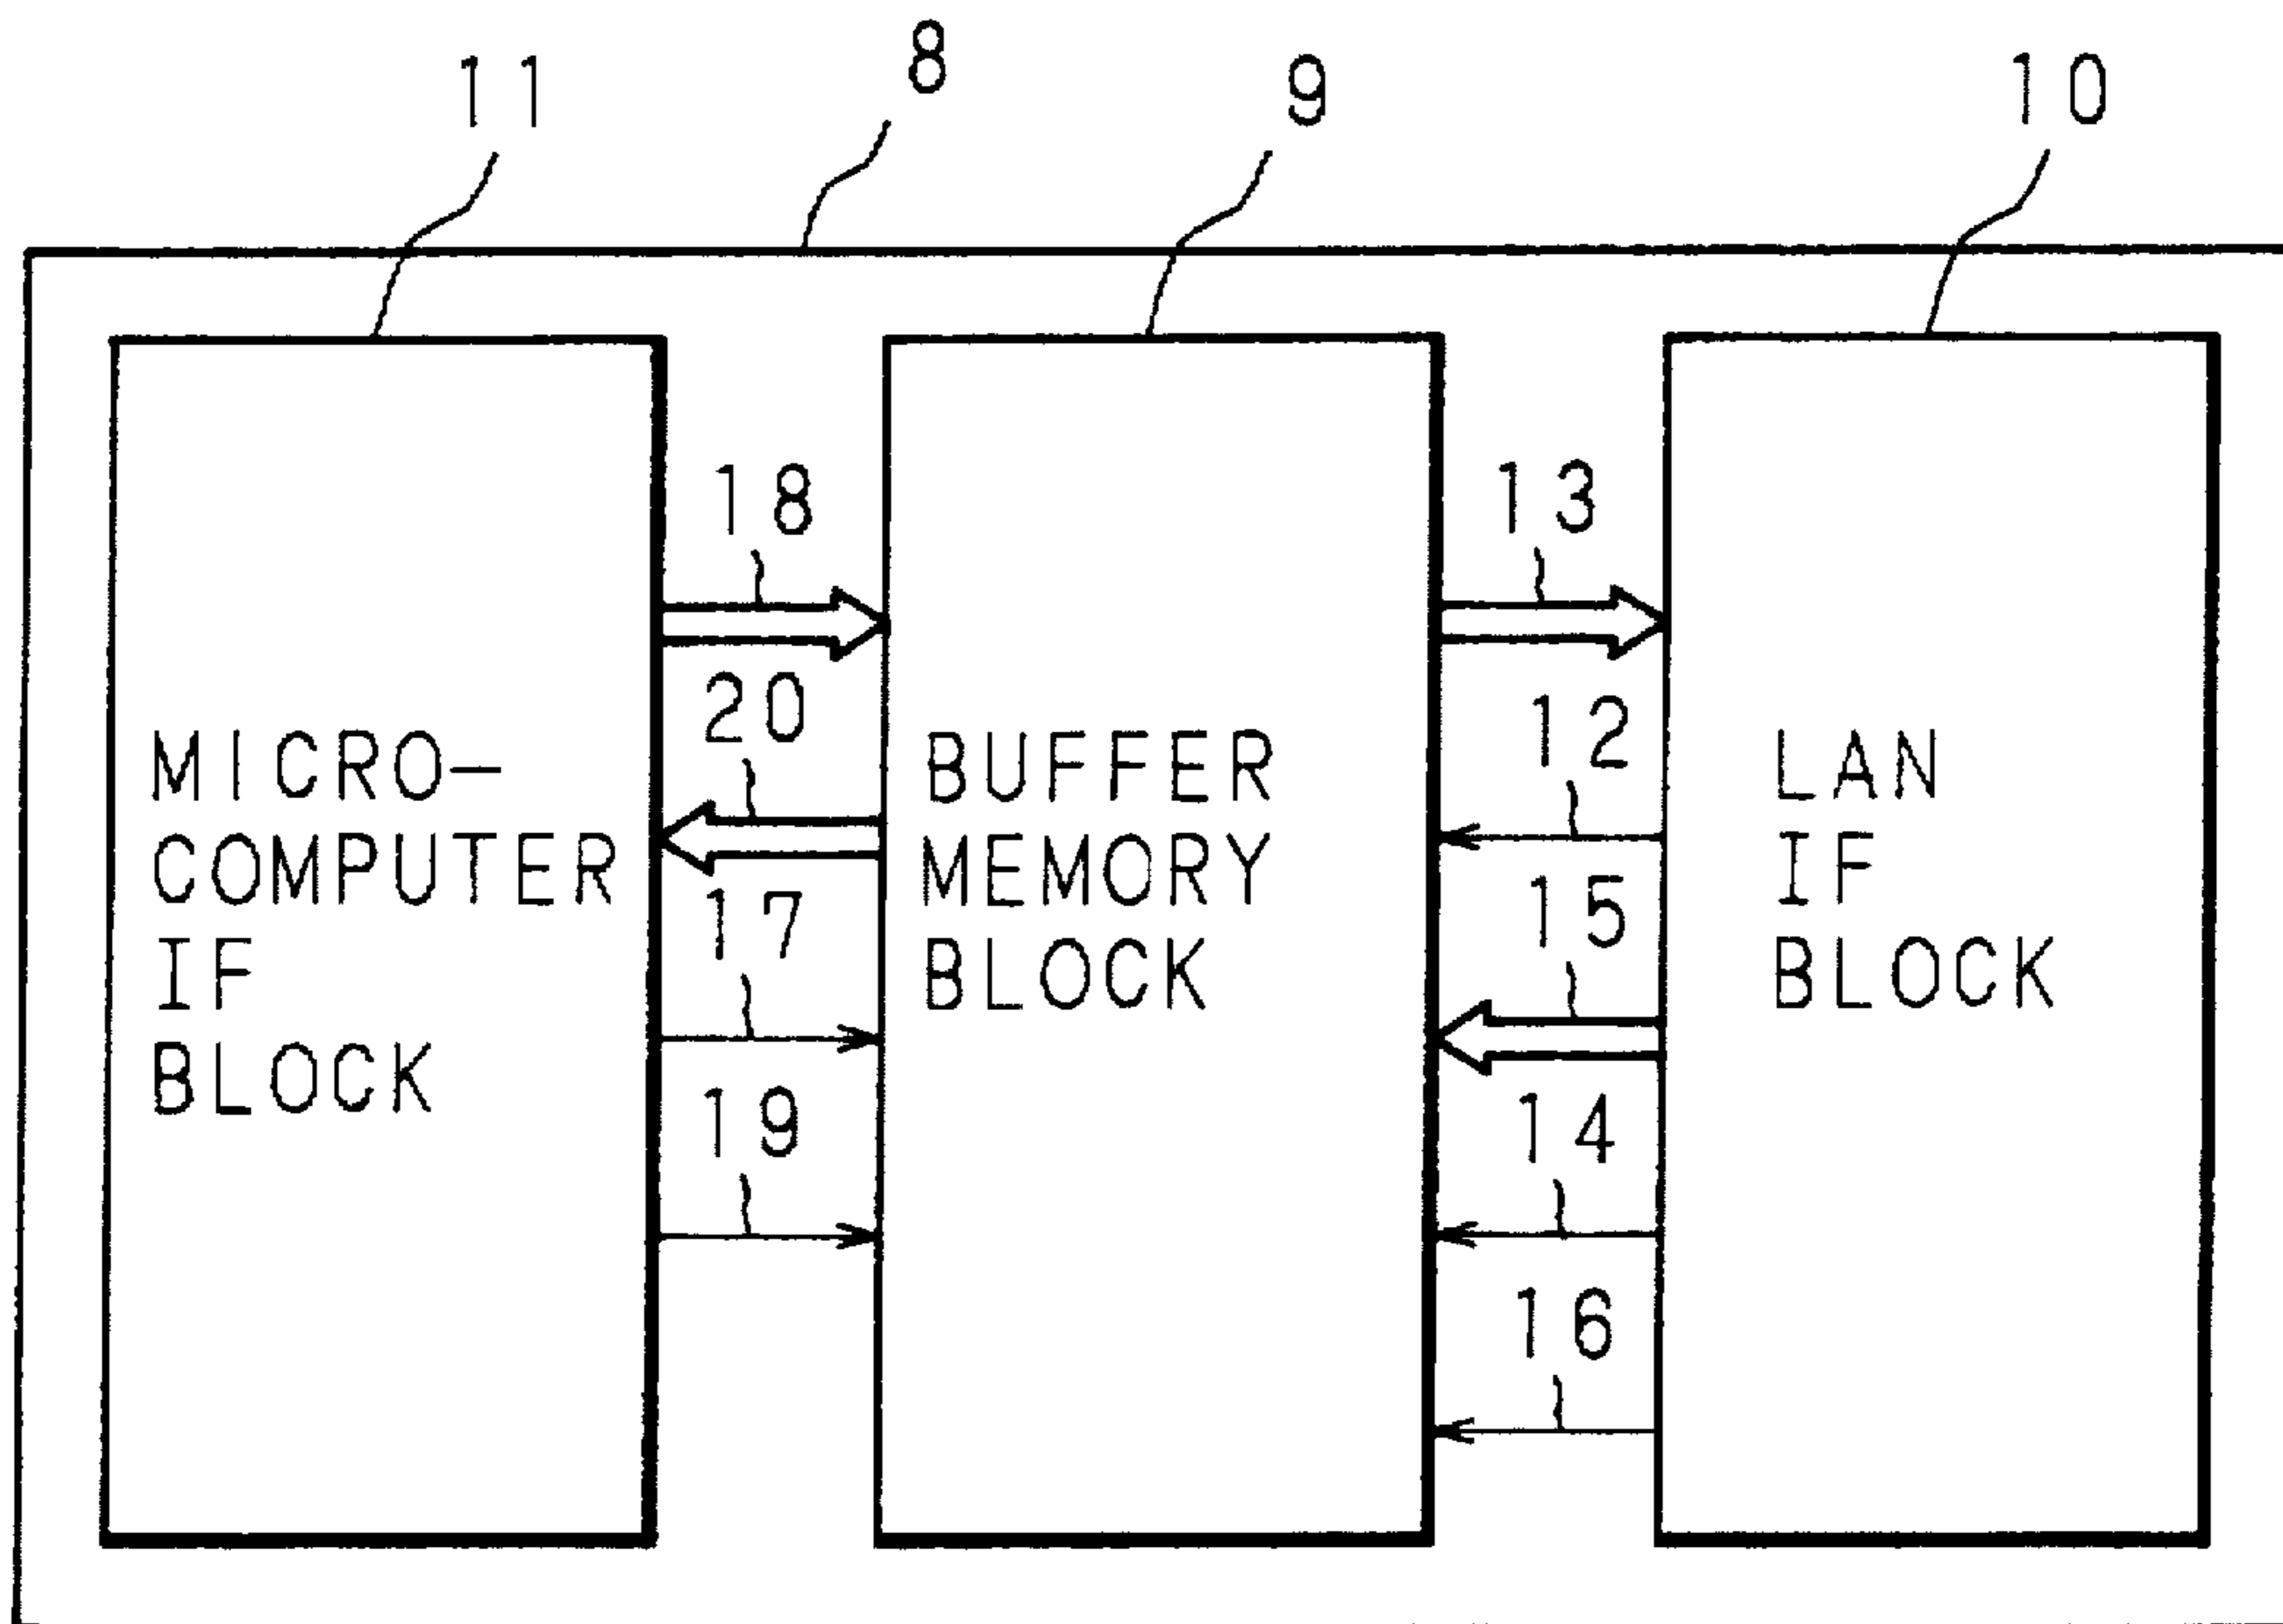 11
8
9
10
18
13
20
12
MICRO-
COMPUTER
IF
BLOCK
BUFFER
MEMORY
BLOCK
LAN
IF
BLOCK
17
15
19
14
16